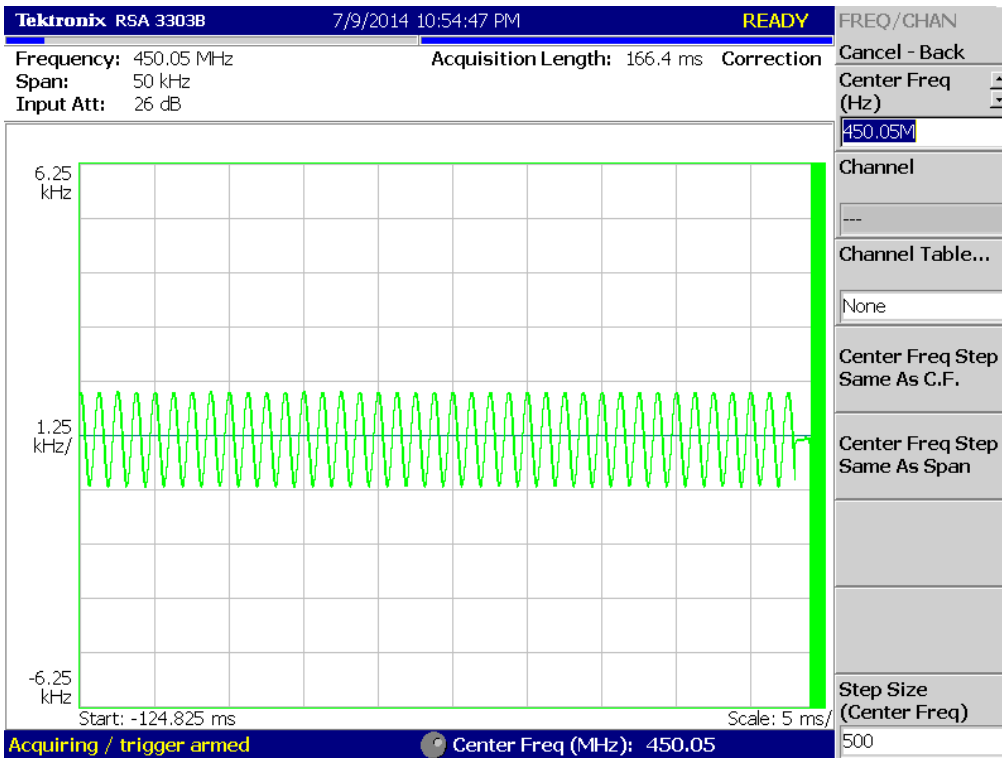 Tektronix RSA 3303B 7/9/2014 10:54:47 PM READY
Frequency: 450.05 MHz Acquisition Length: 166.4 ms Correction
Span: 50 kHz
Input Att: 26 dB
6.25
kHz
1.25
kHz/
-6.25
kHz
Start: -124.825 ms Scale: 5 ms/
Acquiring / trigger armed Center Freq (MHz): 450.05
FREQ/CHAN
Cancel - Back
Center Freq
(Hz)
450.05M
Channel
---
Channel Table...
None
Center Freq Step
Same As C.F.
Center Freq Step
Same As Span
Step Size
(Center Freq)
500